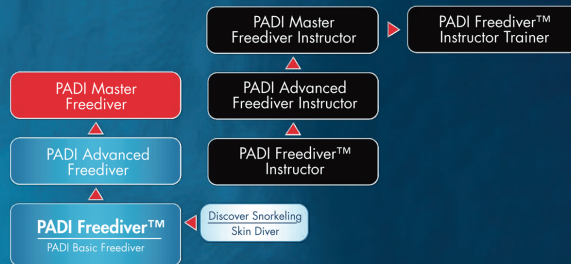 PADI Master
Freediver Instructor
PADI Freediver™
Instructor Trainer
PADI Master
Freediver
PADI Advanced
Freediver Instructor
PADI Advanced
Freediver
PADI Freediver™
Instructor
PADI Freediver™
PADI Basic Freediver
Discover Snorkeling
Skin Diver